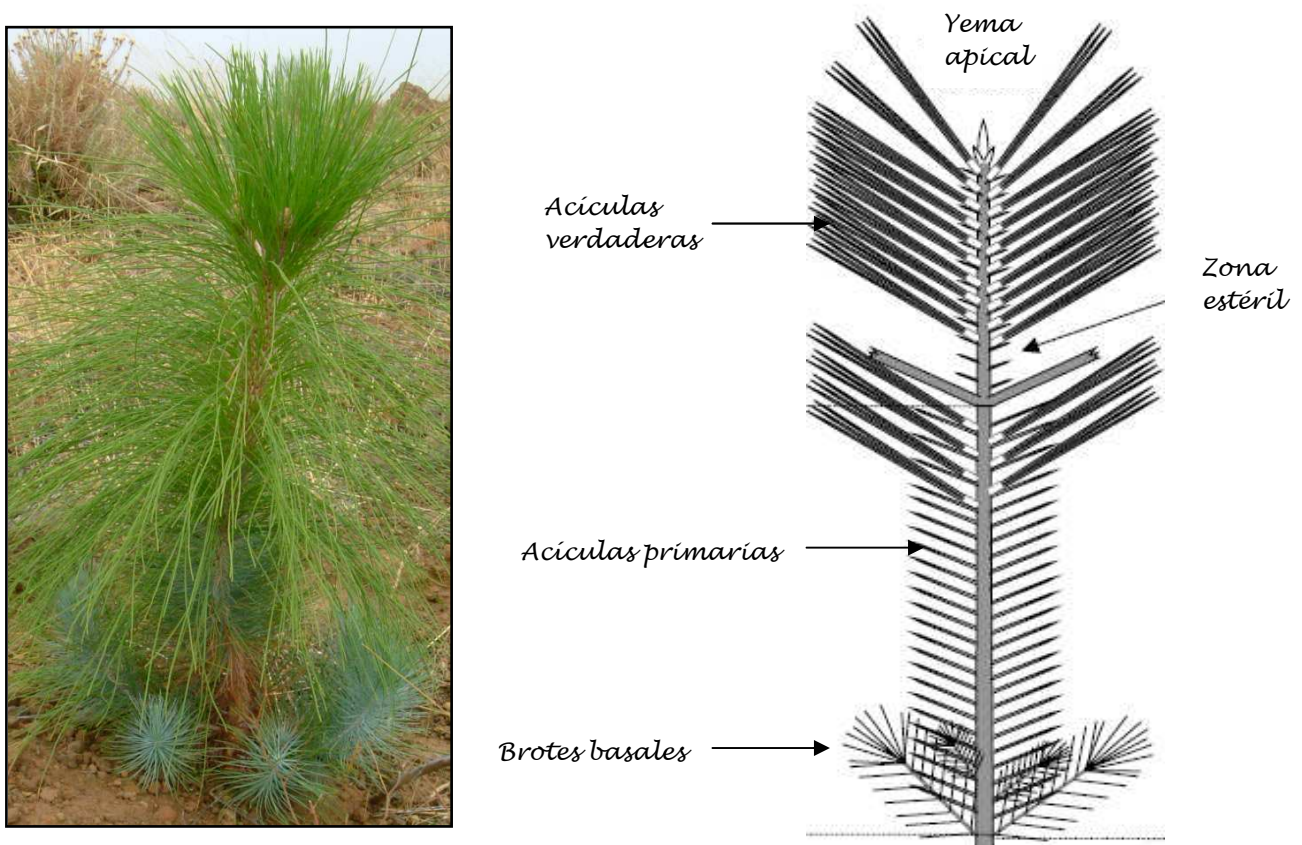 Yema
apical
Acículas
verdaderas
Zona
estéril
Acículas primarias
Brotes basales